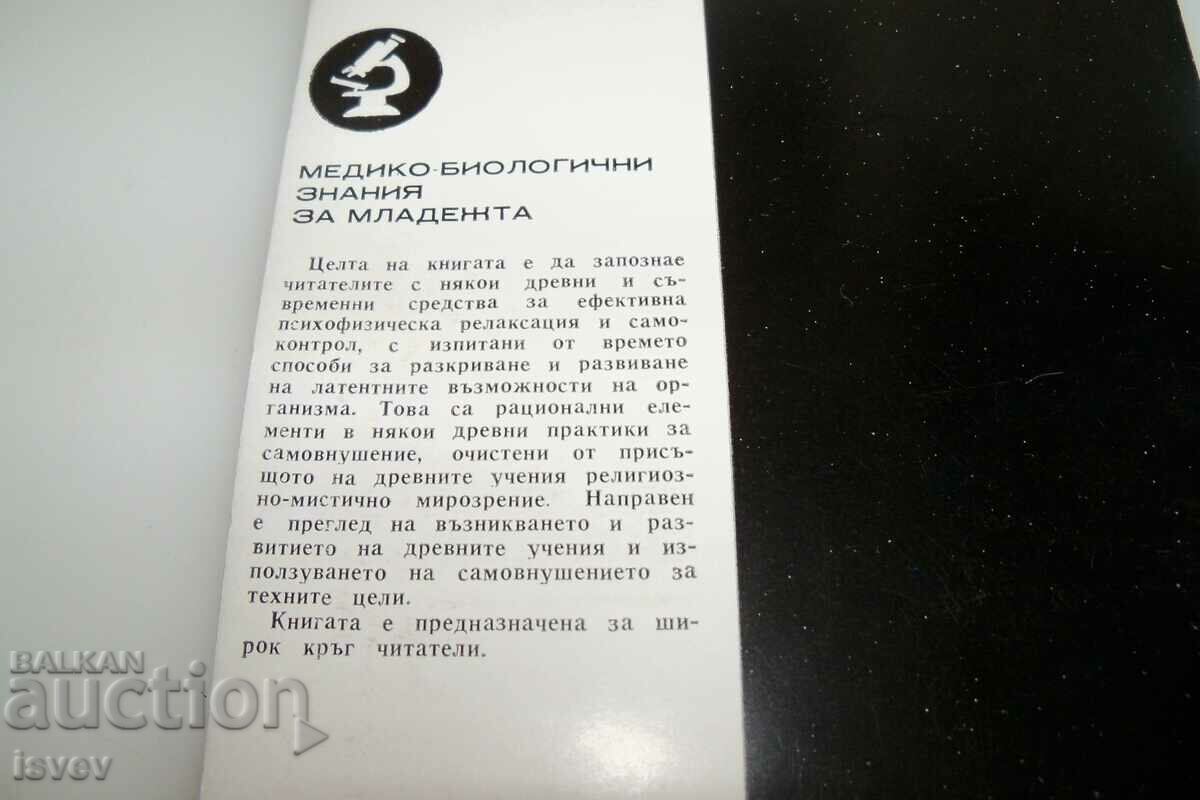 МЕДИКО-БИОЛОГИЧНИ
ЗНАНИЯ
ЗА МЛАДЕЖТА
Целта на книгата е да запознае
читателите с някои древни и съ-
временни средства за ефективна
психофизическа релаксация и само-
контрол, с изпитани от времето
способи за разкриване и развиване
на латентните възможности на ор-
ганизма. Това са рационални еле-
менти в някои древни практики за
самовнушение, очистени от присъ-
щото на древните учения религиоз-
но-мистично мирозрение. Направен
е преглед на възникването и раз-
витието на древните учения и из-
ползуването на самовнушението за
техните цели.
Книгата е предназначена за ши-
рок кръг читатели.
BALKAN
auction
isvev